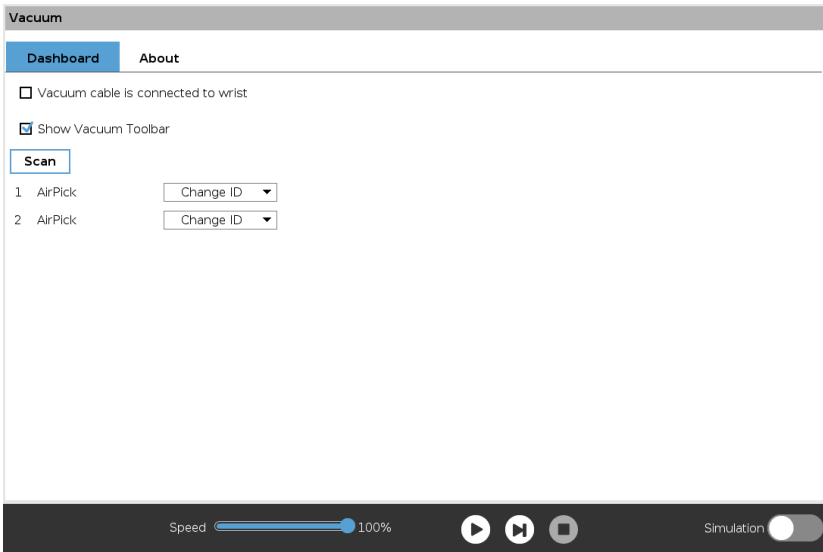 Vacuum
Dashboard About
Vacuum cable is connected to wrist
Show Vacuum Toolbar
Scan
1 AirPick Change ID
2 AirPick Change ID
Speed 100% Simulation